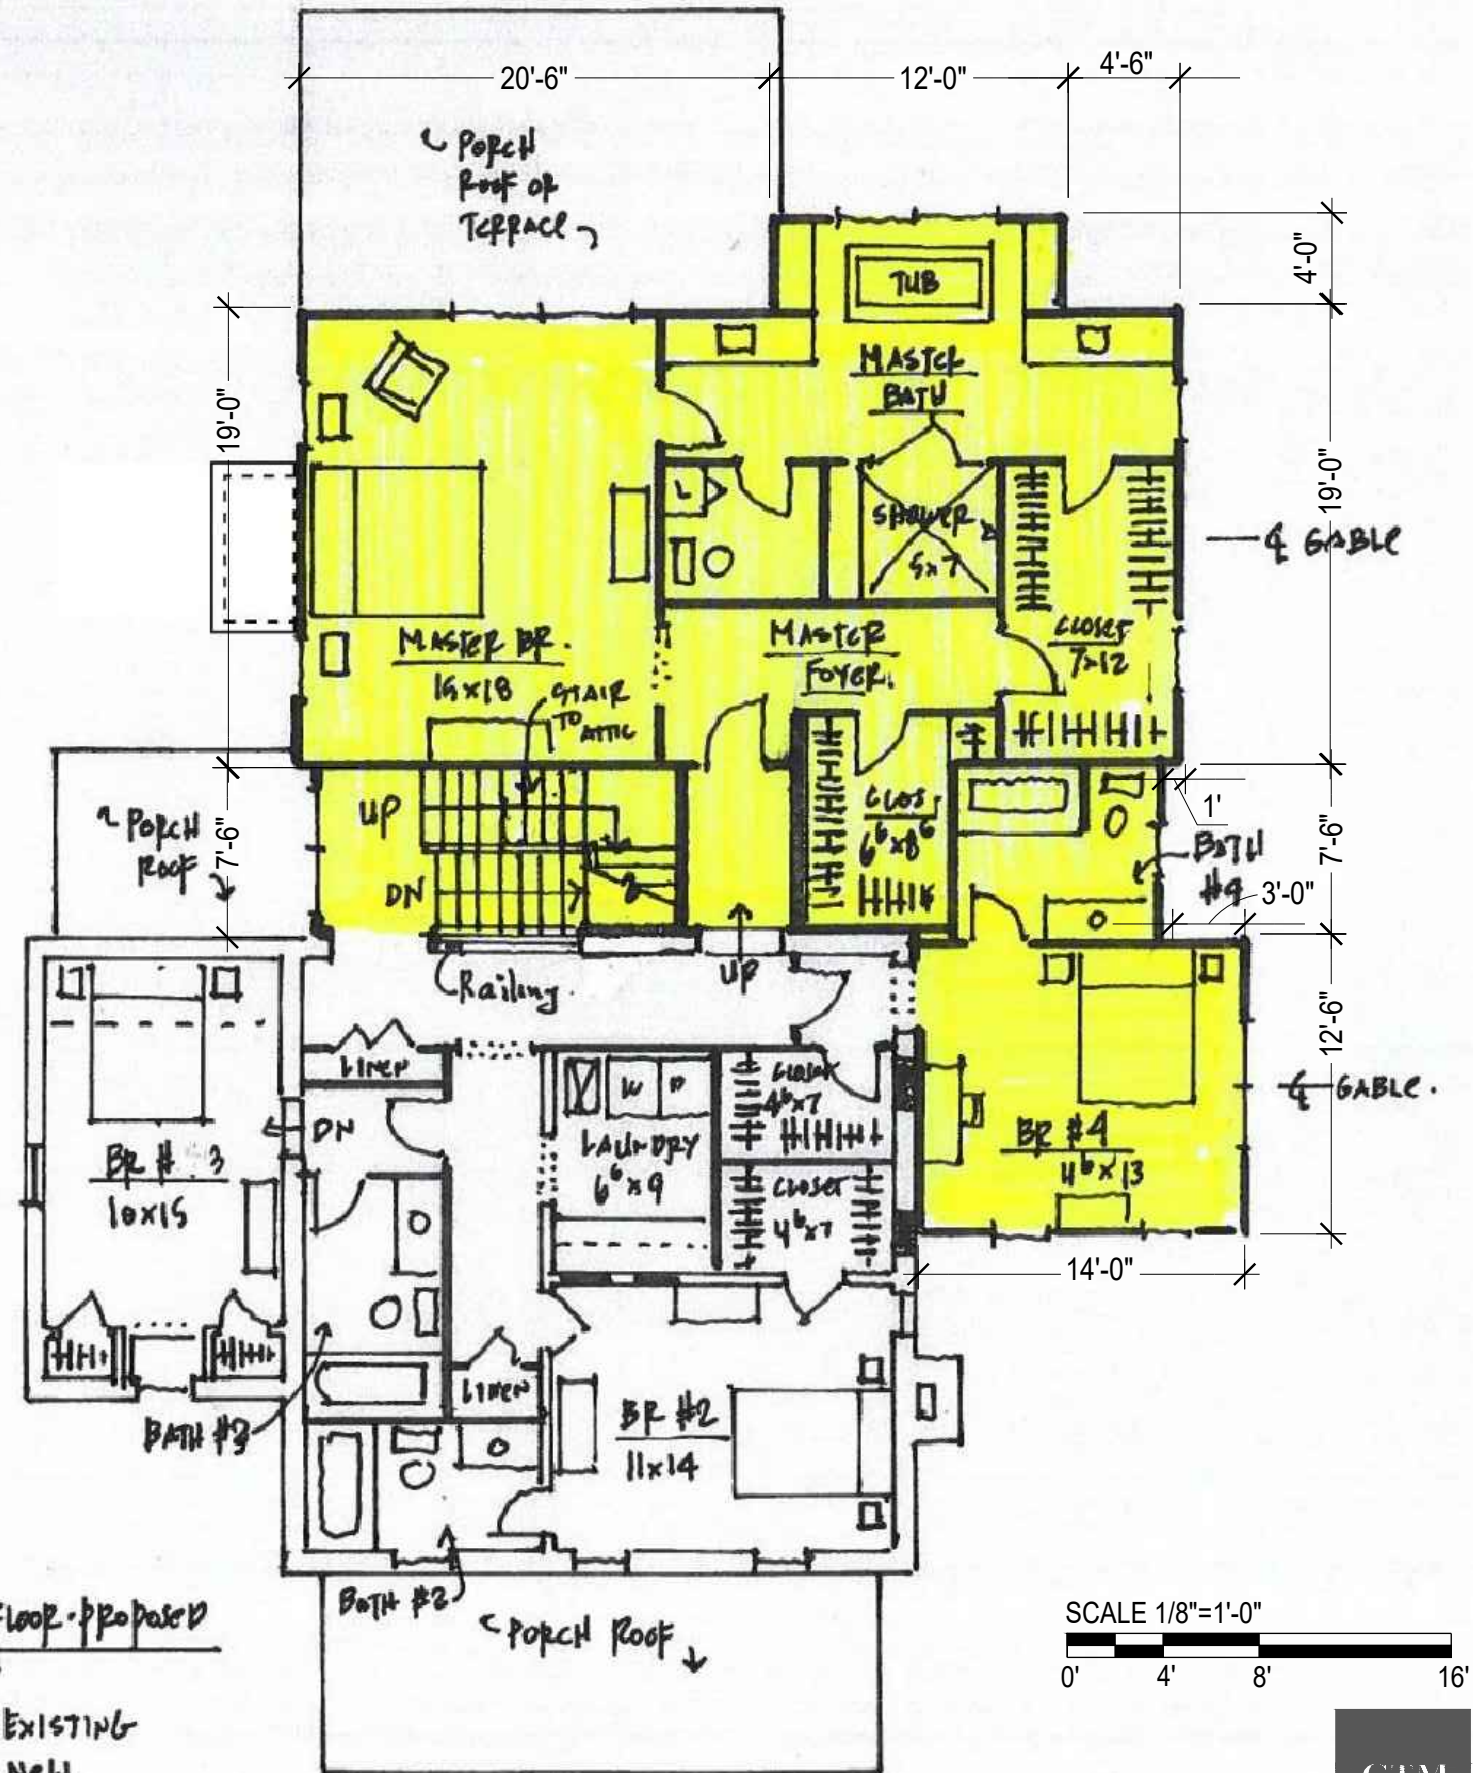 20'-6"
12'-0"
4'-6"
PORCH
ROOF OR
TERRACE
4'-0"
TUB
MASTER
BATH
19'-0"
19'-0"
L
SHOWER
5x7
₵ GABLE
MASTER BR.
15x18
STAIR
TO
ATTIC
MASTER
FOYER
CLOSET
7x12
UP
CLOS.
6⁶x8⁶
1'
PORCH
ROOF
7'-6"
7'-6"
DN
BATH
#4
3'-0"
Railing
UP
12'-6"
LINEN
W D
CLOSET
4⁶x7
₵ GABLE.
DN
BR # 3
10x15
LAUNDRY
6⁶x9
BR #4
11⁶x13
CLOSET
4⁶x7
14'-0"
LINEN
BR #2
11x14
BATH #3
BATH #2
PORCH ROOF
FLOOR-PROPOSED
SCALE 1/8"=1'-0"
0' 4' 8' 16'
EXISTING
NEW